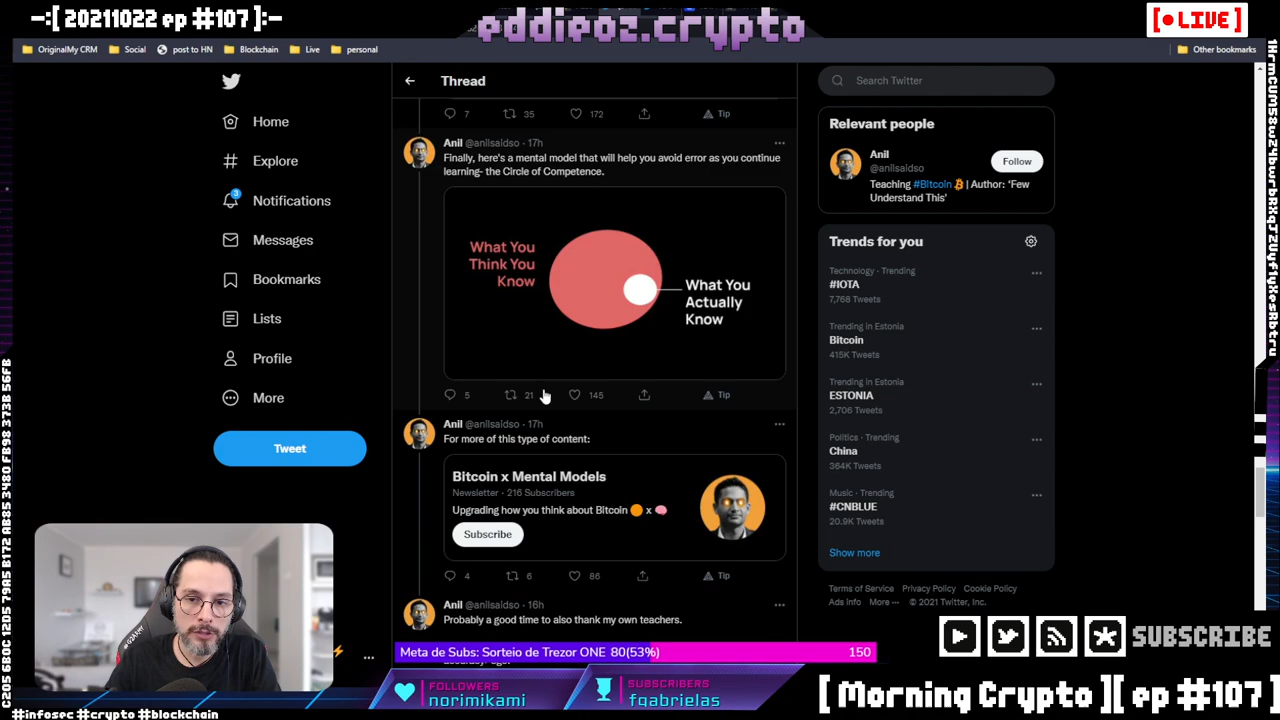 -:[ 20211022 ep #107 ]:-
eddieoz.crypto
[ LIVE ]
OriginalMy CRM
Social
post to HN
Blockchain
Live
personal
Other bookmarks
Home
Explore
3
Notifications
Messages
Bookmarks
Lists
Profile
More
Tweet
Thread
7 35 172 Tip
Anil @anilsaidso · 17h
Finally, here's a mental model that will help you avoid error as you continue
learning- the Circle of Competence.
What You
Think You
Know
What You
Actually
Know
5 21 145 Tip
Anil @anilsaidso · 17h
For more of this type of content:
Bitcoin x Mental Models
Newsletter · 216 Subscribers
Upgrading how you think about Bitcoin 🟠 x 🧠
Subscribe
4 6 86 Tip
Anil @anilsaidso · 16h
Probably a good time to also thank my own teachers.
Search Twitter
Relevant people
Anil
@anilsaidso
Follow
Teaching #Bitcoin | Author: 'Few
Understand This'
Trends for you
Technology · Trending
#IOTA
7,768 Tweets
Trending in Estonia
Bitcoin
415K Tweets
Trending in Estonia
ESTONIA
2,706 Tweets
Politics · Trending
China
364K Tweets
Music · Trending
#CNBLUE
20.9K Tweets
Show more
Terms of Service Privacy Policy Cookie Policy
Ads info More ··· © 2021 Twitter, Inc.
Meta de Subs: Sorteio de Trezor ONE 80(53%) 150
FOLLOWERS
norimikami
SUBSCRIBERS
fgabrielas
SUBSCRIBE
[ Morning Crypto ][ ep #107 ]
#infosec #crypto #blockchain